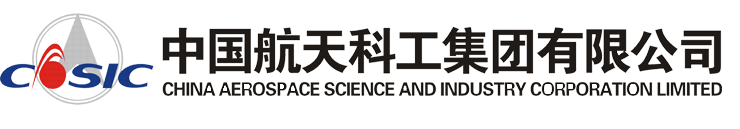 CASIC
中国航天科工集团有限公司
CHINA AEROSPACE SCIENCE AND INDUSTRY CORPORATION LIMITED